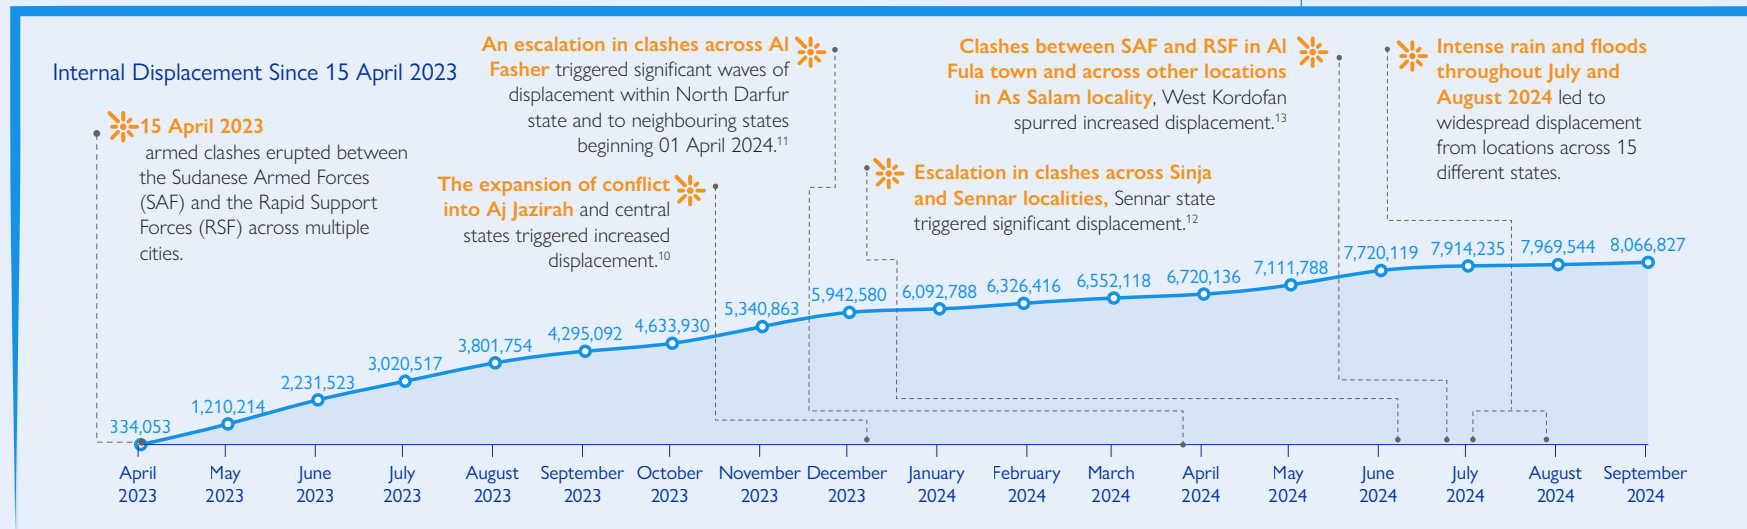 Internal Displacement Since 15 April 2023
15 April 2023
armed clashes erupted between
the Sudanese Armed Forces
(SAF) and the Rapid Support
Forces (RSF) across multiple
cities.
An escalation in clashes across Al
Fasher triggered significant waves of
displacement within North Darfur
state and to neighbouring states
beginning 01 April 2024.11
The expansion of conflict
into Aj Jazirah and central
states triggered increased
displacement.10
Clashes between SAF and RSF in Al
Fula town and across other locations
in As Salam locality, West Kordofan
spurred increased displacement.13
Escalation in clashes across Sinja
and Sennar localities, Sennar state
triggered significant displacement.12
Intense rain and floods
throughout July and
August 2024 led to
widespread displacement
from locations across 15
different states.
334,053
1,210,214
2,231,523
3,020,517
3,801,754
4,295,092
4,633,930
5,340,863
5,942,580
6,092,788
6,326,416
6,552,118
6,720,136
7,111,788
7,720,119
7,914,235
7,969,544
8,066,827
April
2023
May
2023
June
2023
July
2023
August
2023
September
2023
October
2023
November
2023
December
2023
January
2024
February
2024
March
2024
April
2024
May
2024
June
2024
July
2024
August
2024
September
2024